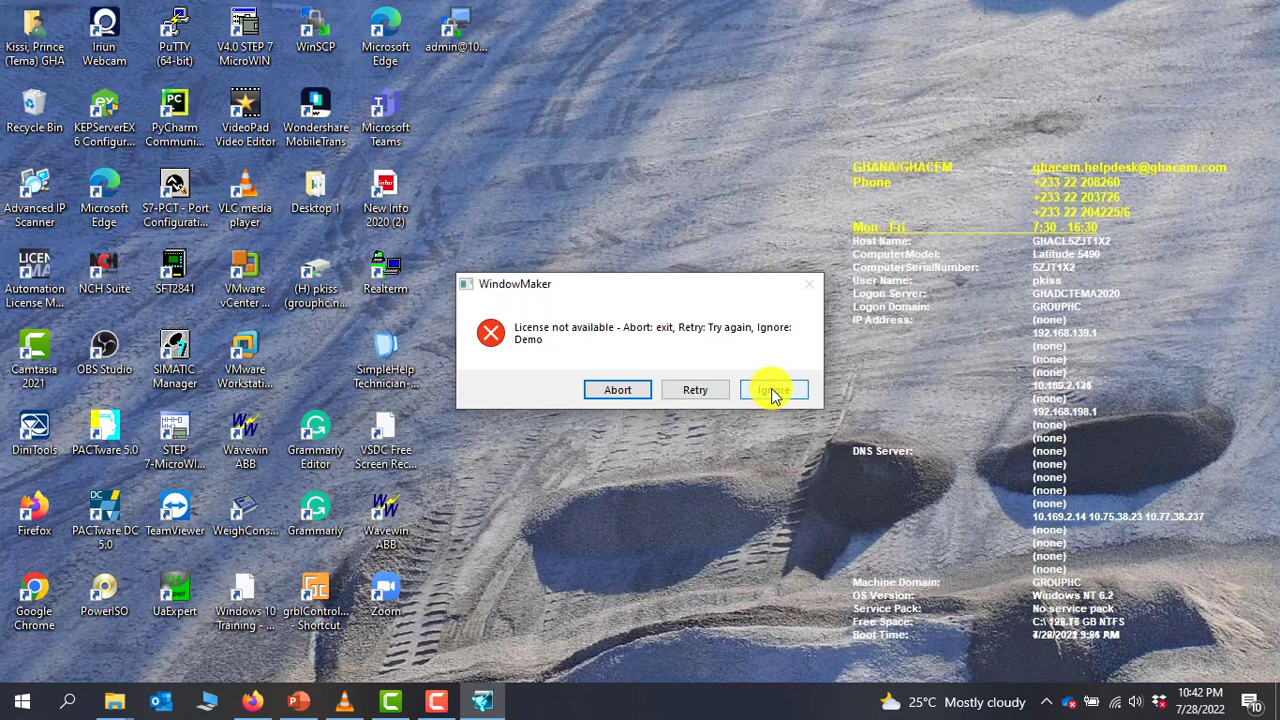 Kissi, Prince
(Tema) GHA
Iriun
Webcam
PuTTY
(64-bit)
V4.0 STEP 7
MicroWIN
WinSCP
Microsoft
Edge
admin@10...
Recycle Bin
KEPServerEX
6 Configur...
PyCharm
Communi...
VideoPad
Video Editor
Wondershare
MobileTrans
Microsoft
Teams
Advanced IP
Scanner
Microsoft
Edge
S7-PCT - Port
Configurati...
VLC media
player
Desktop 1
New Info
2020 (2)
Automation
License M...
NCH Suite
SFT2841
VMware
vCenter ...
(H) pkiss
(grouphc.n...
Realterm
Camtasia
2021
OBS Studio
SIMATIC
Manager
VMware
Workstati...
SimpleHelp
Technician-...
DiniTools
PACTware 5.0
STEP
7-MicroWI...
Wavewin
ABB
Grammarly
Editor
VSDC Free
Screen Rec...
Firefox
PACTware DC
5.0
TeamViewer
WeighCons...
Grammarly
Wavewin
ABB
Google
Chrome
PowerISO
UaExpert
Windows 10
Training - ...
grblControl...
- Shortcut
Zoom
WindowMaker
License not available - Abort: exit, Retry: Try again, Ignore:
Demo
Abort Retry Ignore
GHANA/GHACEM ghacem.helpdesk@ghacem.com
Phone +233 22 208260
+233 22 203726
+233 22 204225/6
Mon - Fri 7:30 - 16:30
Host Name: GHACL5ZJT1X2
ComputerModel: Latitude 5490
ComputerSerialNumber: 5ZJT1X2
User Name: pkiss
Logon Server: GHADCTEMA2020
Logon Domain: GROUPHC
IP Address: (none)
192.168.139.1
(none)
(none)
10.169.2.126
(none)
192.168.198.1
(none)
(none)
DNS Server: (none)
(none)
(none)
(none)
(none)
10.169.2.14 10.75.38.23 10.77.38.237
(none)
(none)
(none)
(none)
Machine Domain: GROUPHC
OS Version: Windows NT 6.2
Service Pack: No service pack
Free Space: C:\ GB NTFS
Boot Time: AM
25°C Mostly cloudy
10:42 PM
7/28/2022
10